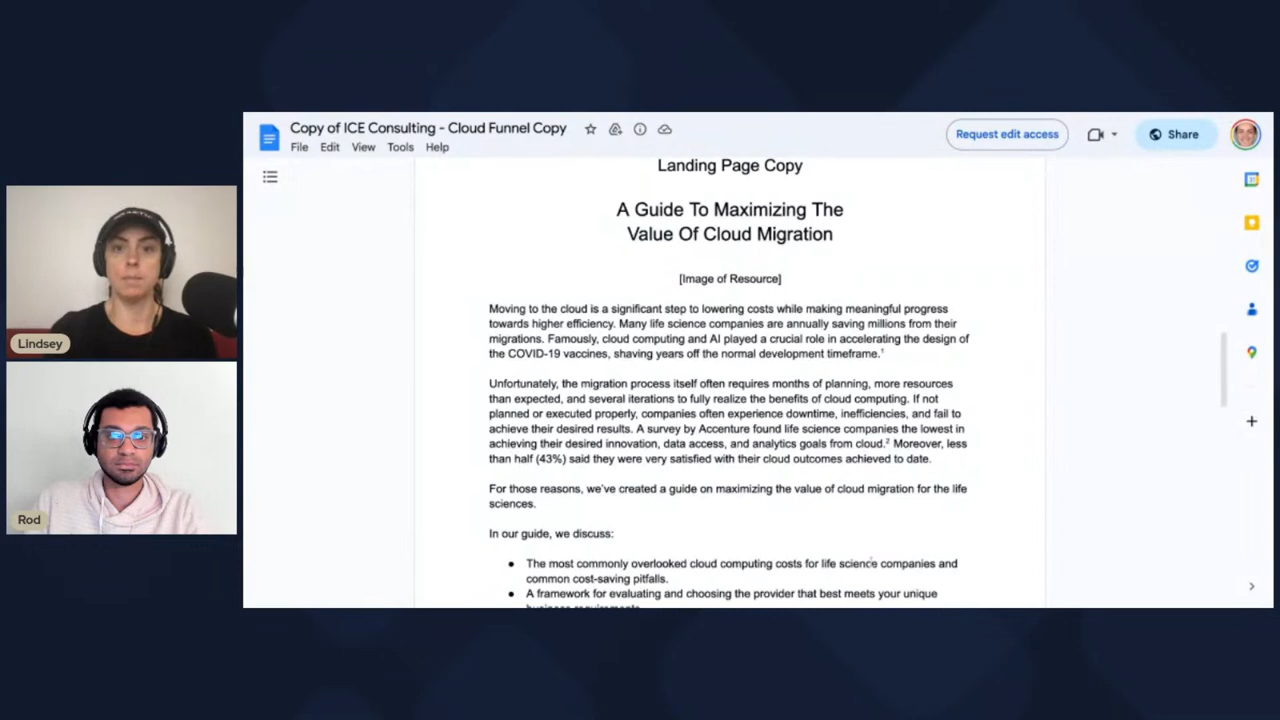 Copy of ICE Consulting - Cloud Funnel Copy
File Edit View Tools Help
Request edit access
Share
Landing Page Copy
A Guide To Maximizing The
Value Of Cloud Migration
[Image of Resource]
Moving to the cloud is a significant step to lowering costs while making meaningful progress
towards higher efficiency. Many life science companies are annually saving millions from their
migrations. Famously, cloud computing and AI played a crucial role in accelerating the design of
the COVID-19 vaccines, shaving years off the normal development timeframe.¹
Unfortunately, the migration process itself often requires months of planning, more resources
than expected, and several iterations to fully realize the benefits of cloud computing. If not
planned or executed properly, companies often experience downtime, inefficiencies, and fail to
achieve their desired results. A survey by Accenture found life science companies the lowest in
achieving their desired innovation, data access, and analytics goals from cloud.² Moreover, less
than half (43%) said they were very satisfied with their cloud outcomes achieved to date.
For those reasons, we've created a guide on maximizing the value of cloud migration for the life
sciences.
In our guide, we discuss:
● The most commonly overlooked cloud computing costs for life science companies and
common cost-saving pitfalls.
● A framework for evaluating and choosing the provider that best meets your unique
Lindsey
Rod